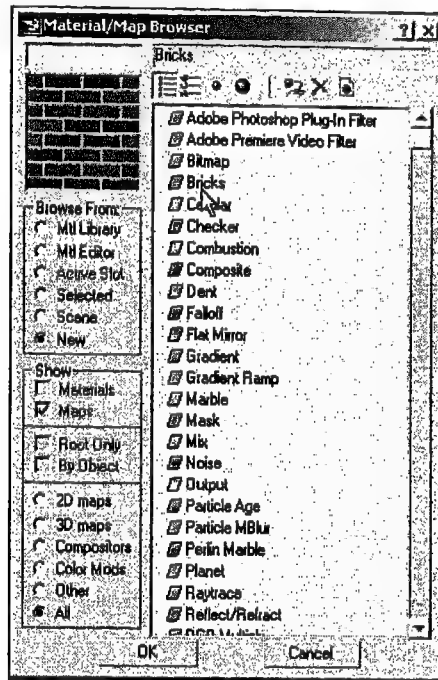 Material/Map Browser
Bricks
Adobe Photoshop Plug-In Filter
Adobe Premiere Video Filter
Bitmap
Bricks
Checker
Combustion
Composite
Dent
Falloff
Flat Mirror
Gradient
Gradient Ramp
Marble
Mask
Mix
Noise
Output
Particle Age
Particle MBlur
Perlin Marble
Planet
Raytrace
Reflect/Refract
Browse From:
Mtl Library
Mtl Editor
Active Slot
Selected
Scene
New
Show
Materials
Maps
Root Only
By Object
2D maps
3D maps
Compositors
Color Mods
Other
All
OK
Cancel